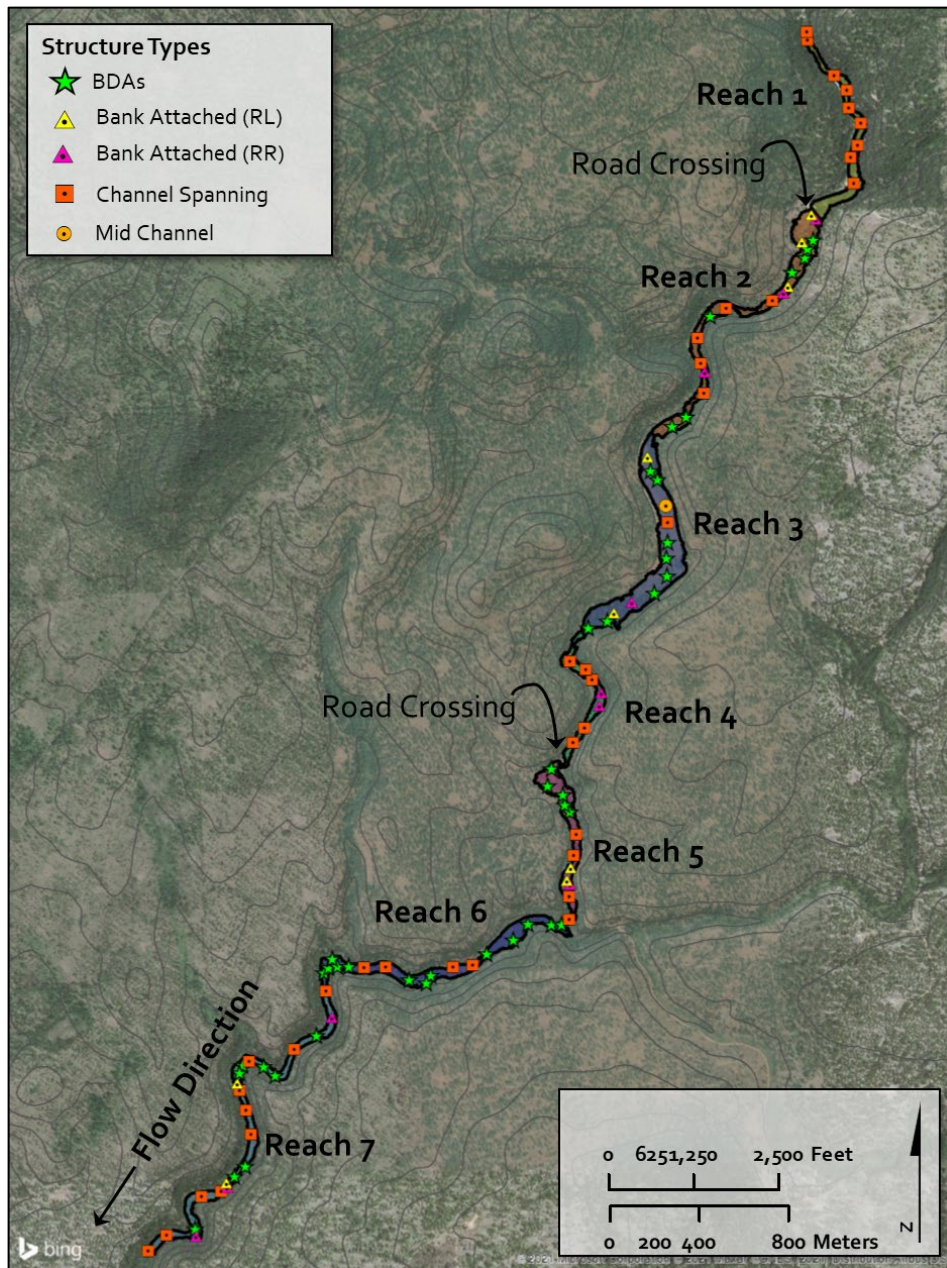 Structure Types
BDAs
Bank Attached (RL)
Bank Attached (RR)
Channel Spanning
Mid Channel
Reach 1
Road Crossing
Reach 2
Reach 3
Road Crossing
Reach 4
Reach 5
Reach 6
Flow Direction
Reach 7
0 6251,250 2,500 Feet
0 200 400 800 Meters
N
bing